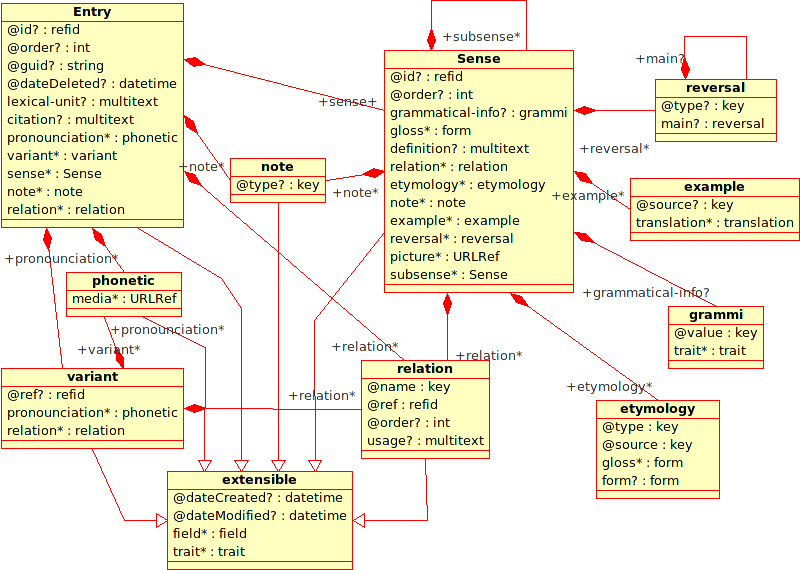 Entry
@id? : refid
@order? : int
@guid? : string
@dateDeleted? : datetime
lexical-unit? : multitext
citation? : multitext
pronounciation* : phonetic
variant* : variant
sense* : Sense
note* : note
relation* : relation
+subsense*
Sense
@id? : refid
@order? : int
grammatical-info? : grammi
gloss* : form
definition? : multitext
relation* : relation
etymology* : etymology
note* : note
example* : example
reversal* : reversal
picture* : URLRef
subsense* : Sense
+main?
reversal
@type? : key
main? : reversal
+sense+
+reversal*
+note*
note
@type? : key
+note*
+example*
example
@source? : key
translation* : translation
+pronounciation*
phonetic
media* : URLRef
+grammatical-info?
grammi
@value : key
trait* : trait
+pronounciation*
+variant*
+relation*
+relation*
variant
@ref? : refid
pronounciation* : phonetic
relation* : relation
+relation*
relation
@name : key
@ref : refid
@order? : int
usage? : multitext
+etymology*
etymology
@type : key
@source : key
gloss* : form
form? : form
extensible
@dateCreated? : datetime
@dateModified? : datetime
field* : field
trait* : trait